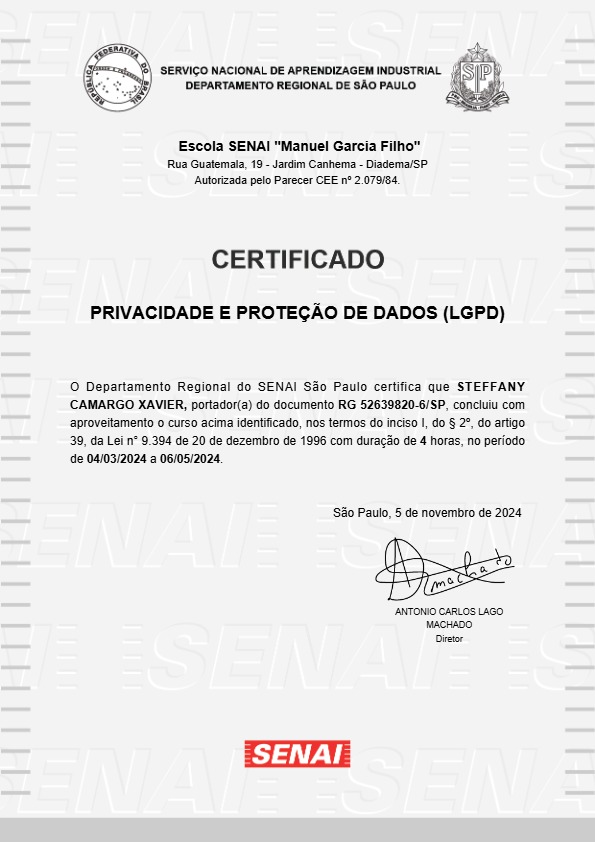 REPÚBLICA FEDERATIVA DO BRASIL
SP
SERVIÇO NACIONAL DE APRENDIZAGEM INDUSTRIAL
DEPARTAMENTO REGIONAL DE SÃO PAULO
Escola SENAI "Manuel Garcia Filho"
Rua Guatemala, 19 - Jardim Canhema - Diadema/SP
Autorizada pelo Parecer CEE nº 2.079/84.
CERTIFICADO
PRIVACIDADE E PROTEÇÃO DE DADOS (LGPD)
O Departamento Regional do SENAI São Paulo certifica que STEFFANY
CAMARGO XAVIER, portador(a) do documento RG 52639820-6/SP, concluiu com
aproveitamento o curso acima identificado, nos termos do inciso I, do § 2º, do artigo
39, da Lei n° 9.394 de 20 de dezembro de 1996 com duração de 4 horas, no período
de 04/03/2024 a 06/05/2024.
São Paulo, 5 de novembro de 2024
Amachado
ANTONIO CARLOS LAGO
MACHADO
Diretor
SENAI